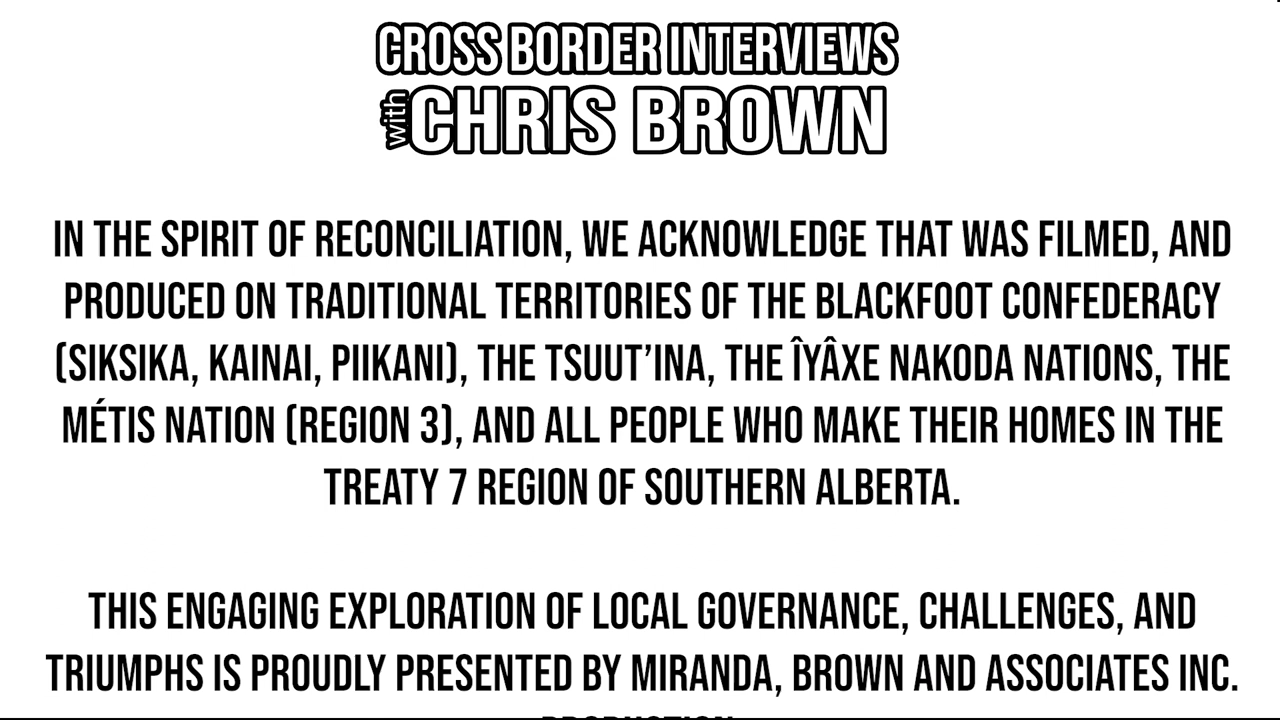 CROSS BORDER INTERVIEWS
with CHRIS BROWN
IN THE SPIRIT OF RECONCILIATION, WE ACKNOWLEDGE THAT WAS FILMED, AND
PRODUCED ON TRADITIONAL TERRITORIES OF THE BLACKFOOT CONFEDERACY
(SIKSIKA, KAINAI, PIIKANI), THE TSUUT’INA, THE ÎYÂXE NAKODA NATIONS, THE
MÉTIS NATION (REGION 3), AND ALL PEOPLE WHO MAKE THEIR HOMES IN THE
TREATY 7 REGION OF SOUTHERN ALBERTA.
THIS ENGAGING EXPLORATION OF LOCAL GOVERNANCE, CHALLENGES, AND
TRIUMPHS IS PROUDLY PRESENTED BY MIRANDA, BROWN AND ASSOCIATES INC.